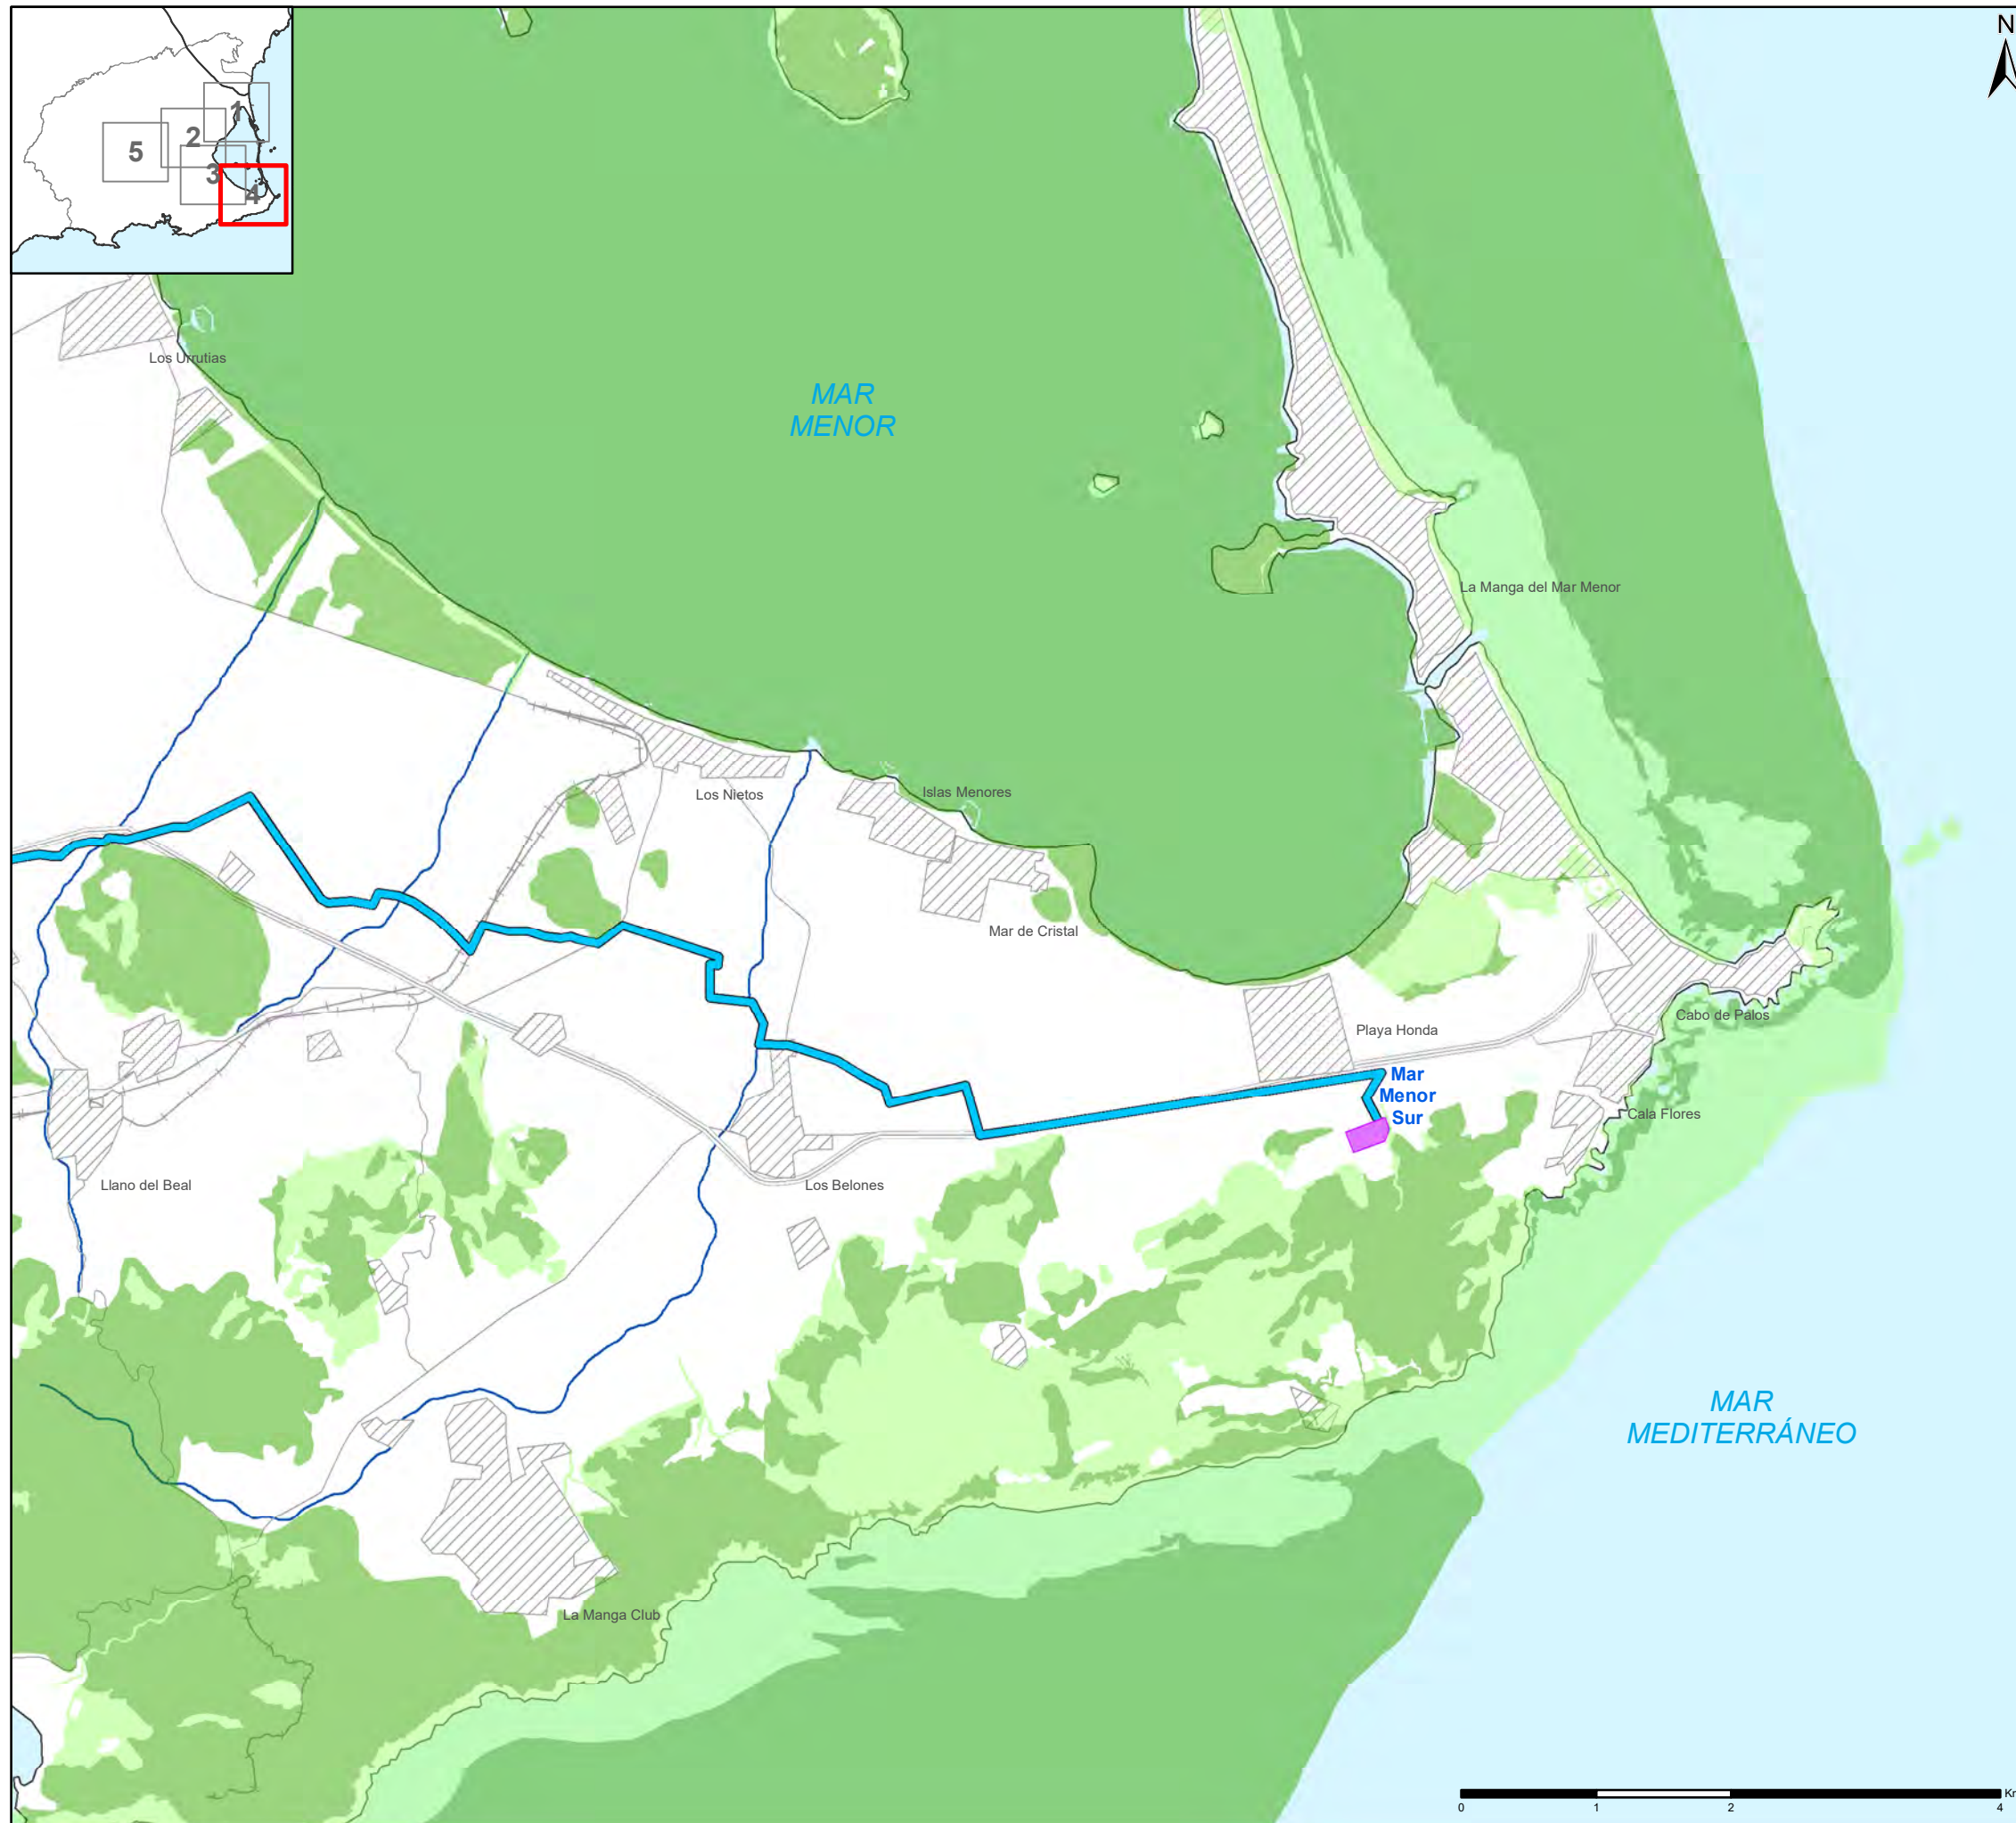 N
1
2
5
3
4
Los Urrutias
MAR
MENOR
La Manga del Mar Menor
Los Nietos
Islas Menores
Mar de Cristal
Cabo de Palos
Playa Honda
Mar
Menor
Sur
Cala Flores
Llano del Beal
Los Belones
MAR
MEDITERRÁNEO
La Manga Club
0 1 2 4